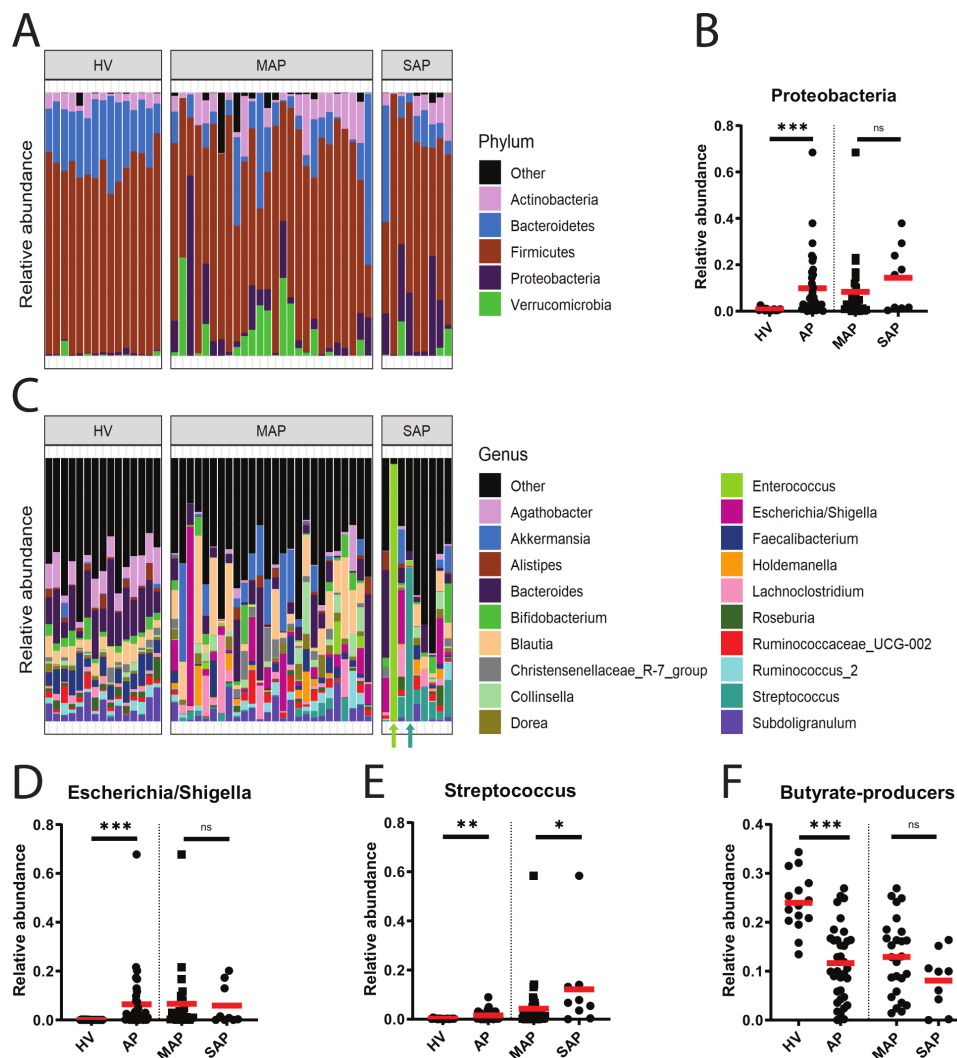 A
HV
MAP
SAP
Relative abundance
Phylum
Other
Actinobacteria
Bacteroidetes
Firmicutes
Proteobacteria
Verrucomicrobia
B
Proteobacteria
Relative abundance
0.8
0.6
0.4
0.2
0.0
***
ns
HV
AP
MAP
SAP
C
HV
MAP
SAP
Relative abundance
Genus
Other
Agathobacter
Akkermansia
Alistipes
Bacteroides
Bifidobacterium
Blautia
Christensenellaceae_R-7_group
Collinsella
Dorea
Enterococcus
Escherichia/Shigella
Faecalibacterium
Holdemanella
Lachnoclostridium
Roseburia
Ruminococcaceae_UCG-002
Ruminococcus_2
Streptococcus
Subdoligranulum
D
Escherichia/Shigella
Relative abundance
0.8
0.6
0.4
0.2
0.0
***
ns
HV
AP
MAP
SAP
E
Streptococcus
Relative abundance
0.8
0.6
0.4
0.2
0.0
**
*
HV
AP
MAP
SAP
F
Butyrate-producers
Relative abundance
0.4
0.3
0.2
0.1
0.0
***
ns
HV
AP
MAP
SAP